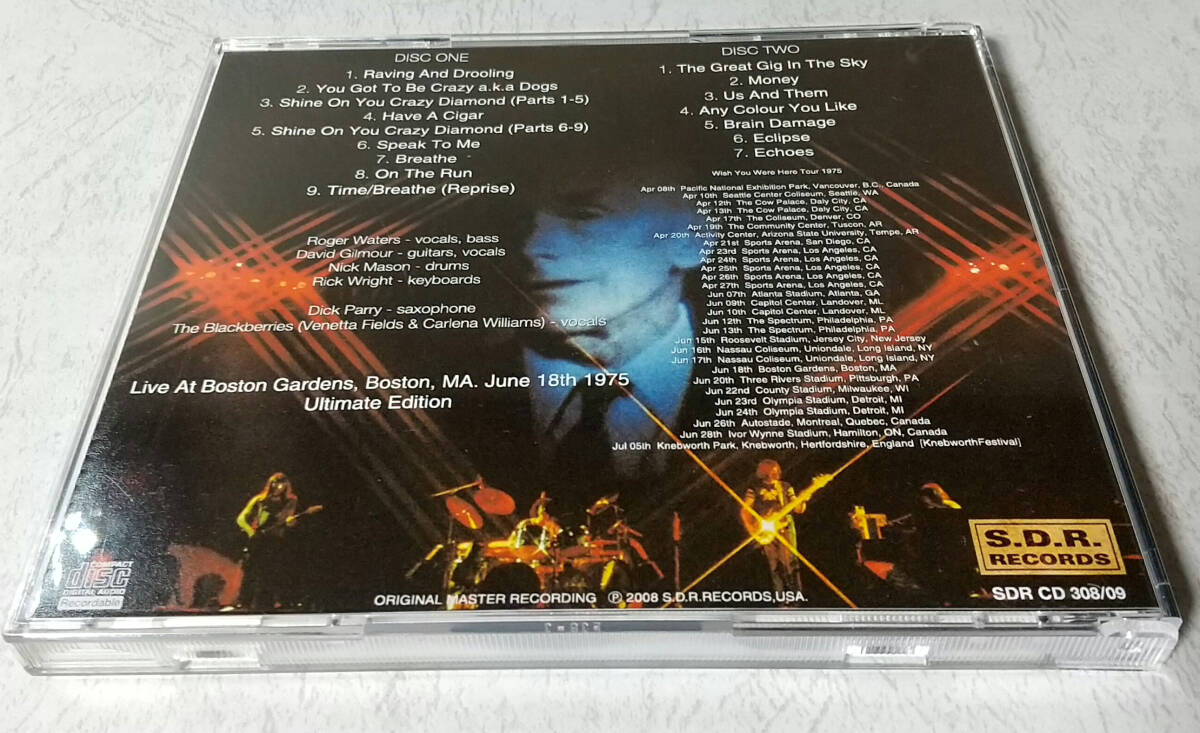 DISC ONE
1. Raving And Drooling
2. You Got To Be Crazy a.k.a Dogs
3. Shine On You Crazy Diamond (Parts 1-5)
4. Have A Cigar
5. Shine On You Crazy Diamond (Parts 6-9)
6. Speak To Me
7. Breathe
8. On The Run
9. Time/Breathe (Reprise)
Roger Waters - vocals, bass
David Gilmour - guitars, vocals
Nick Mason - drums
Rick Wright - keyboards
Dick Parry - saxophone
The Blackberries (Venetta Fields & Carlena Williams) - vocals
Live At Boston Gardens, Boston, MA. June 18th 1975
Ultimate Edition
DISC TWO
1. The Great Gig In The Sky
2. Money
3. Us And Them
4. Any Colour You Like
5. Brain Damage
6. Eclipse
7. Echoes
Wish You Were Here Tour 1975
Apr 08th Pacific National Exhibition Park, Vancouver, B.C., Canada
Apr 10th Seattle Center Coliseum, Seattle, WA
Apr 12th The Cow Palace, Daly City, CA
Apr 13th The Cow Palace, Daly City, CA
Apr 17th The Coliseum, Denver, CO
Apr 19th The Community Center, Tuscon, AR
Apr 20th Activity Center, Arizona State University, Tempe, AR
Apr 21st Sports Arena, San Diego, CA
Apr 23rd Sports Arena, Los Angeles, CA
Apr 24th Sports Arena, Los Angeles, CA
Apr 25th Sports Arena, Los Angeles, CA
Apr 26th Sports Arena, Los Angeles, CA
Apr 27th Sports Arena, Los Angeles, CA
Jun 07th Atlanta Stadium, Atlanta, GA
Jun 09th Capitol Center, Landover, ML
Jun 10th Capitol Center, Landover, ML
Jun 12th The Spectrum, Philadelphia, PA
Jun 13th The Spectrum, Philadelphia, PA
Jun 15th Roosevelt Stadium, Jersey City, New Jersey
Jun 16th Nassau Coliseum, Uniondale, Long Island, NY
Jun 17th Nassau Coliseum, Uniondale, Long Island, NY
Jun 18th Boston Gardens, Boston, MA
Jun 20th Three Rivers Stadium, Pittsburgh, PA
Jun 22nd County Stadium, Milwaukee, WI
Jun 23rd Olympia Stadium, Detroit, MI
Jun 24th Olympia Stadium, Detroit, MI
Jun 26th Autostade, Montreal, Quebec, Canada
Jun 28th Ivor Wynne Stadium, Hamilton, ON, Canada
Jul 05th Knebworth Park, Knebworth, Hertfordshire, England [KnebworthFestival]
S.D.R.
RECORDS
COMPACT
disc
DIGITAL AUDIO
Recordable
ORIGINAL MASTER RECORDING ℗ 2008 S.D.R.RECORDS,USA.
SDR CD 308/09